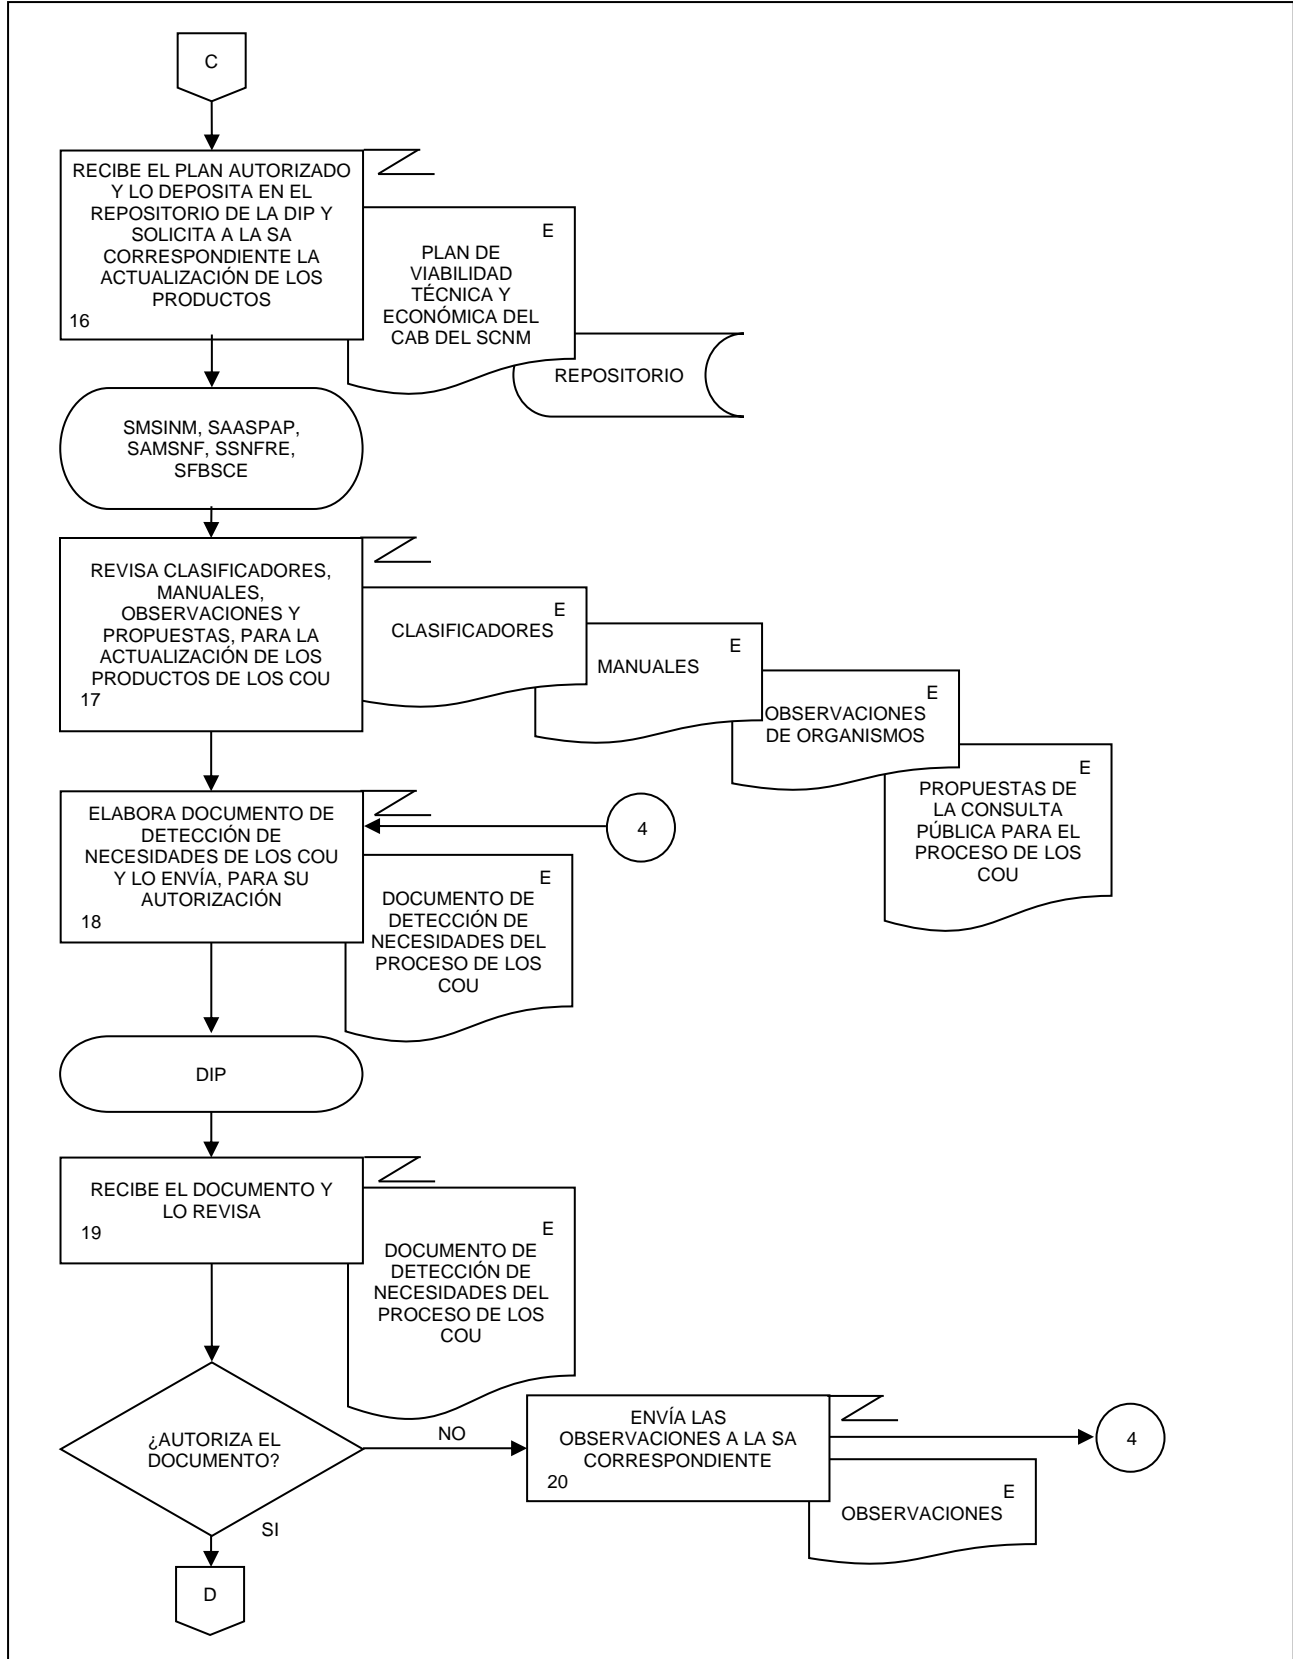 C
RECIBE EL PLAN AUTORIZADO
Y LO DEPOSITA EN EL
REPOSITORIO DE LA DIP Y
SOLICITA A LA SA
CORRESPONDIENTE LA
ACTUALIZACIÓN DE LOS
PRODUCTOS
16
E
PLAN DE
VIABILIDAD
TÉCNICA Y
ECONÓMICA DEL
CAB DEL SCNM
REPOSITORIO
SMSINM, SAASPAP,
SAMSNF, SSNFRE,
SFBSCE
REVISA CLASIFICADORES,
MANUALES,
OBSERVACIONES Y
PROPUESTAS, PARA LA
ACTUALIZACIÓN DE LOS
PRODUCTOS DE LOS COU
17
E
CLASIFICADORES
E
MANUALES
E
OBSERVACIONES
DE ORGANISMOS
E
PROPUESTAS DE
LA CONSULTA
PÚBLICA PARA EL
PROCESO DE LOS
COU
ELABORA DOCUMENTO DE
DETECCIÓN DE
NECESIDADES DE LOS COU
Y LO ENVÍA, PARA SU
AUTORIZACIÓN
18
4
E
DOCUMENTO DE
DETECCIÓN DE
NECESIDADES DEL
PROCESO DE LOS
COU
DIP
RECIBE EL DOCUMENTO Y
LO REVISA
19
E
DOCUMENTO DE
DETECCIÓN DE
NECESIDADES DEL
PROCESO DE LOS
COU
¿AUTORIZA EL
DOCUMENTO?
NO
ENVÍA LAS
OBSERVACIONES A LA SA
CORRESPONDIENTE
20
4
E
OBSERVACIONES
SI
D